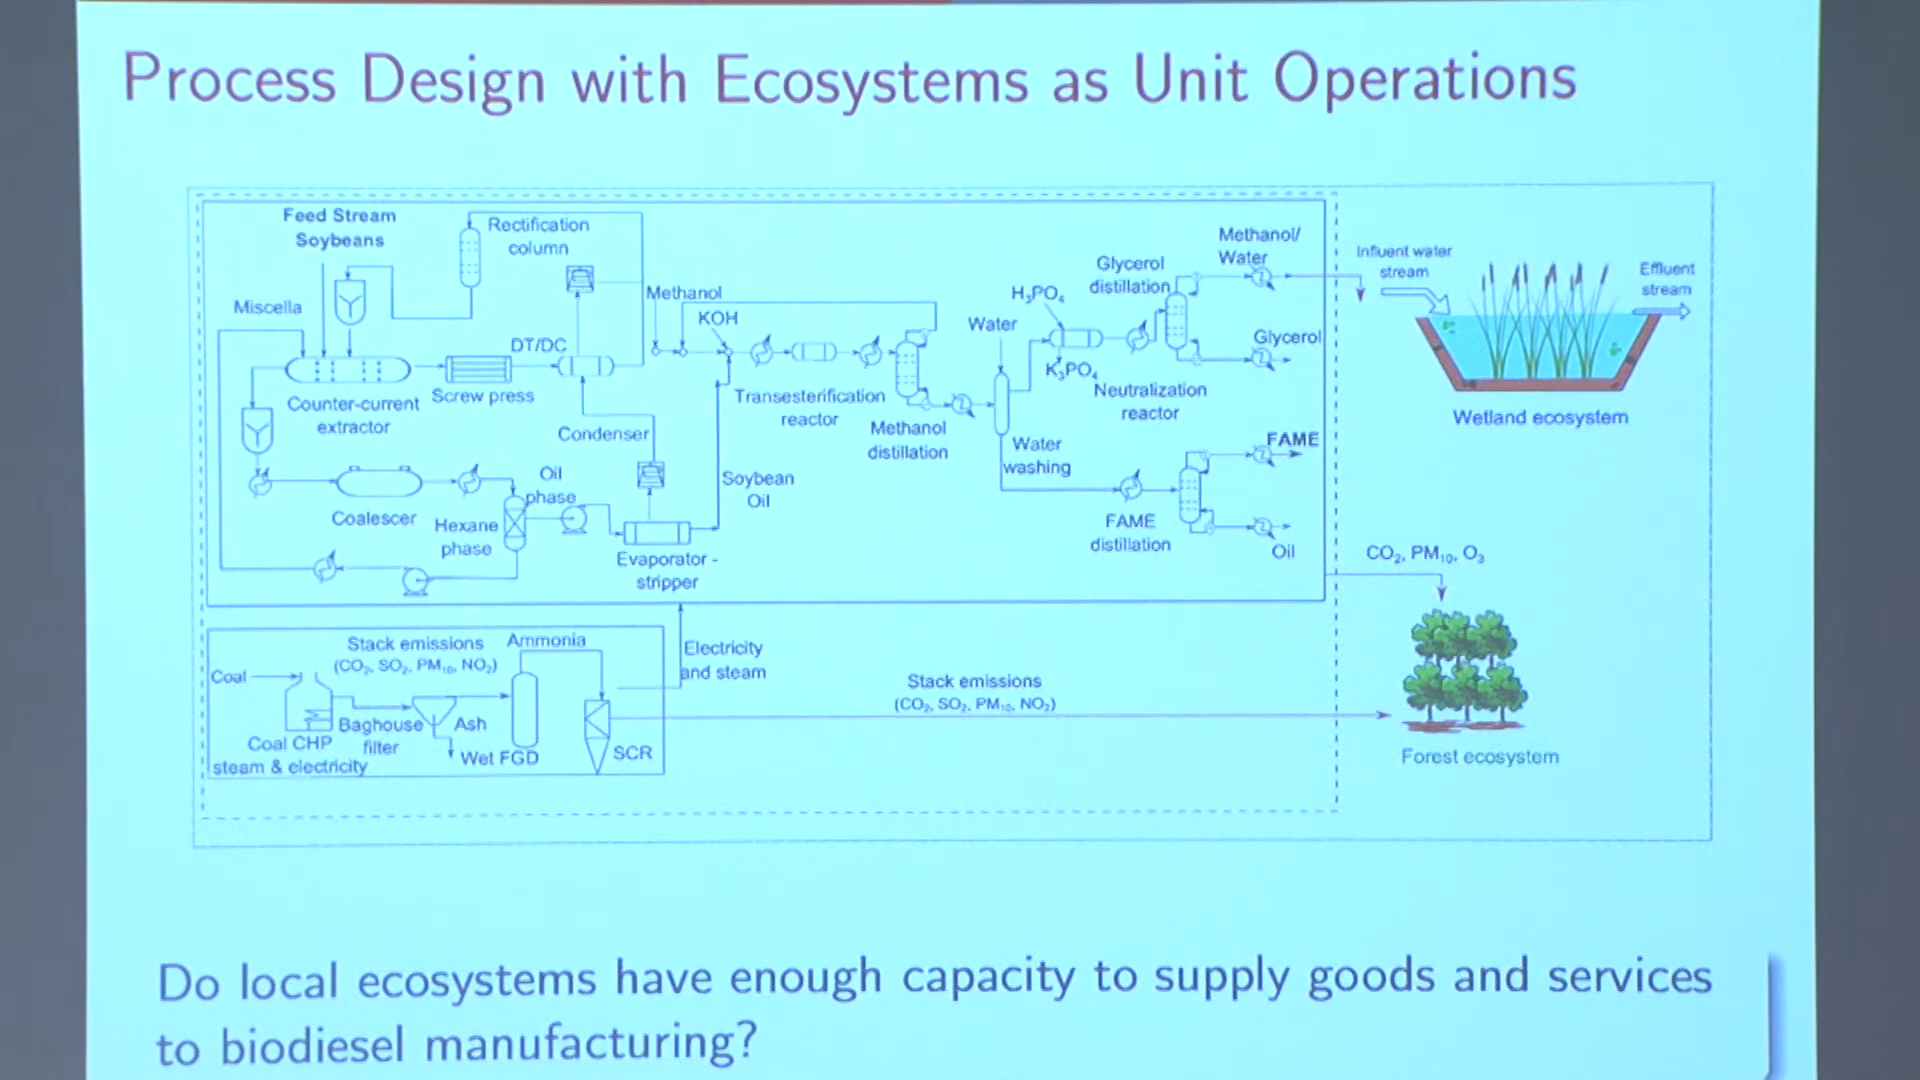 Process Design with Ecosystems as Unit Operations
Feed Stream
Soybeans
Rectification
column
Miscella
Methanol
KOH
DT/DC
Counter-current
extractor
Screw press
Condenser
Transesterification
reactor
Methanol
distillation
Water
H₃PO₄
K₃PO₄
Neutralization
reactor
Glycerol
distillation
Methanol/
Water
Glycerol
Water
washing
FAME
FAME
distillation
Oil
Coalescer
Hexane
phase
Oil
phase
Evaporator -
stripper
Soybean
Oil
Influent water
stream
Effluent
stream
Wetland ecosystem
CO₂, PM₁₀, O₃
Forest ecosystem
Coal
Coal CHP
steam & electricity
Stack emissions
(CO₂, SO₂, PM₁₀, NO₂)
Baghouse
filter
Ash
Wet FGD
Ammonia
SCR
Electricity
and steam
Stack emissions
(CO₂, SO₂, PM₁₀, NO₂)
Do local ecosystems have enough capacity to supply goods and services
to biodiesel manufacturing?